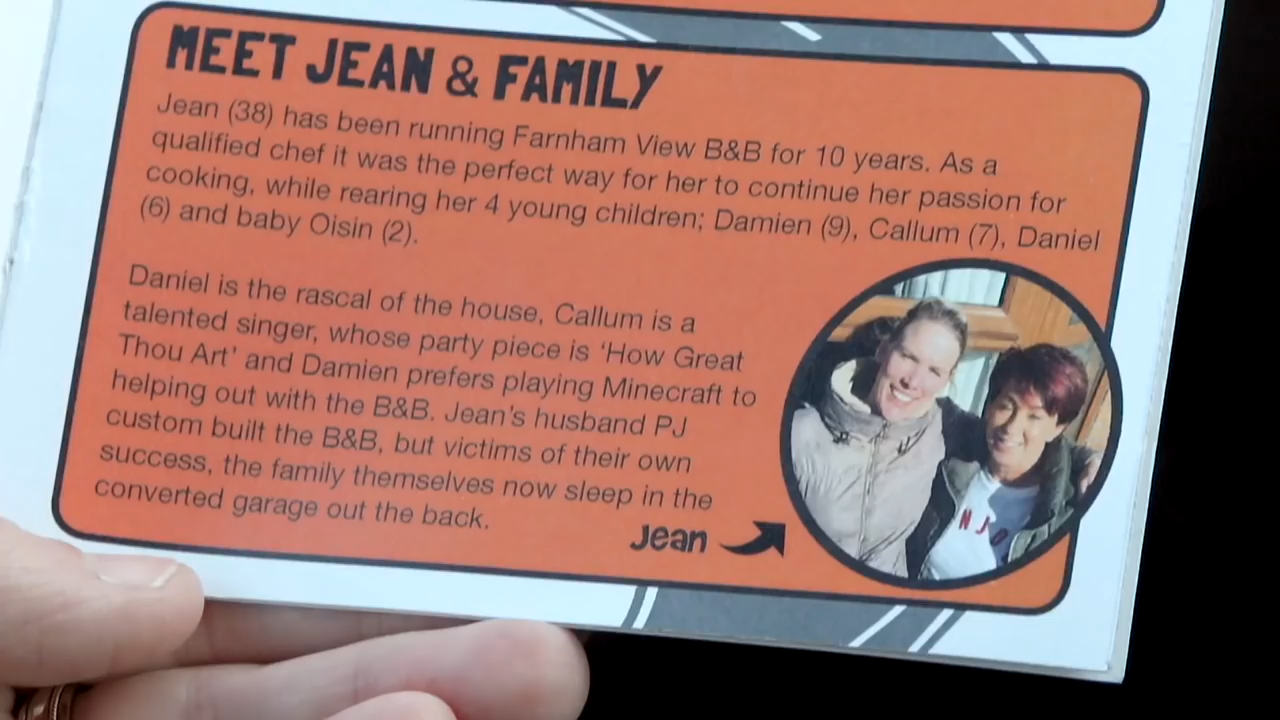 MEET JEAN & FAMILY
Jean (38) has been running Farnham View B&B for 10 years. As a
qualified chef it was the perfect way for her to continue her passion for
cooking, while rearing her 4 young children; Damien (9), Callum (7), Daniel
(6) and baby Oisin (2).
Daniel is the rascal of the house, Callum is a
talented singer, whose party piece is ‘How Great
Thou Art’ and Damien prefers playing Minecraft to
helping out with the B&B. Jean’s husband PJ
custom built the B&B, but victims of their own
success, the family themselves now sleep in the
converted garage out the back.
Jean
NJO